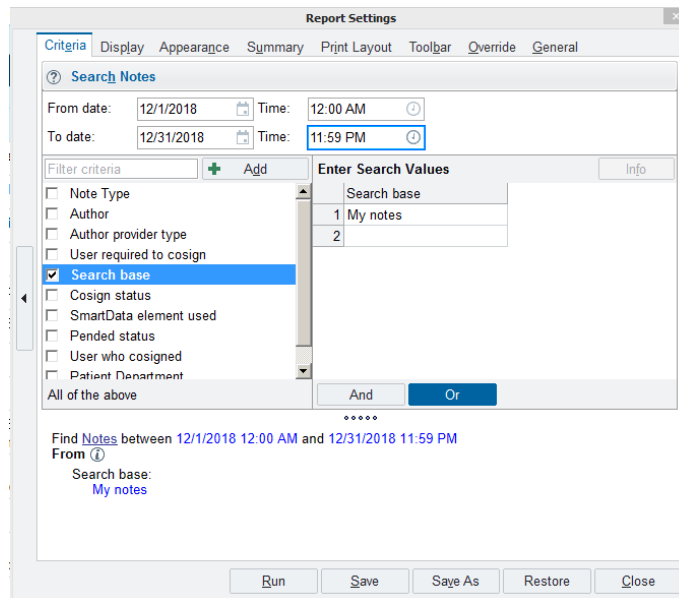 Report Settings
Criteria Display Appearance Summary Print Layout Toolbar Override General
? Search Notes
From date: 12/1/2018 Time: 12:00 AM
To date: 12/31/2018 Time: 11:59 PM
Filter criteria Add Enter Search Values Info
Note Type
Author
Author provider type
User required to cosign
Search base
Cosign status
SmartData element used
Pended status
User who cosigned
Patient Department
All of the above
Search base
1 My notes
2
And Or
Find Notes between 12/1/2018 12:00 AM and 12/31/2018 11:59 PM
From
Search base:
My notes
Run Save Save As Restore Close